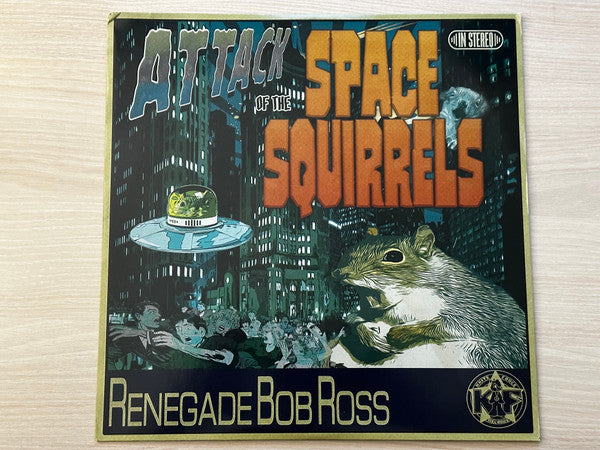 ATTACK
OF THE
SPACE
SQUIRRELS
IN STEREO
RENEGADE BOB ROSS
K F